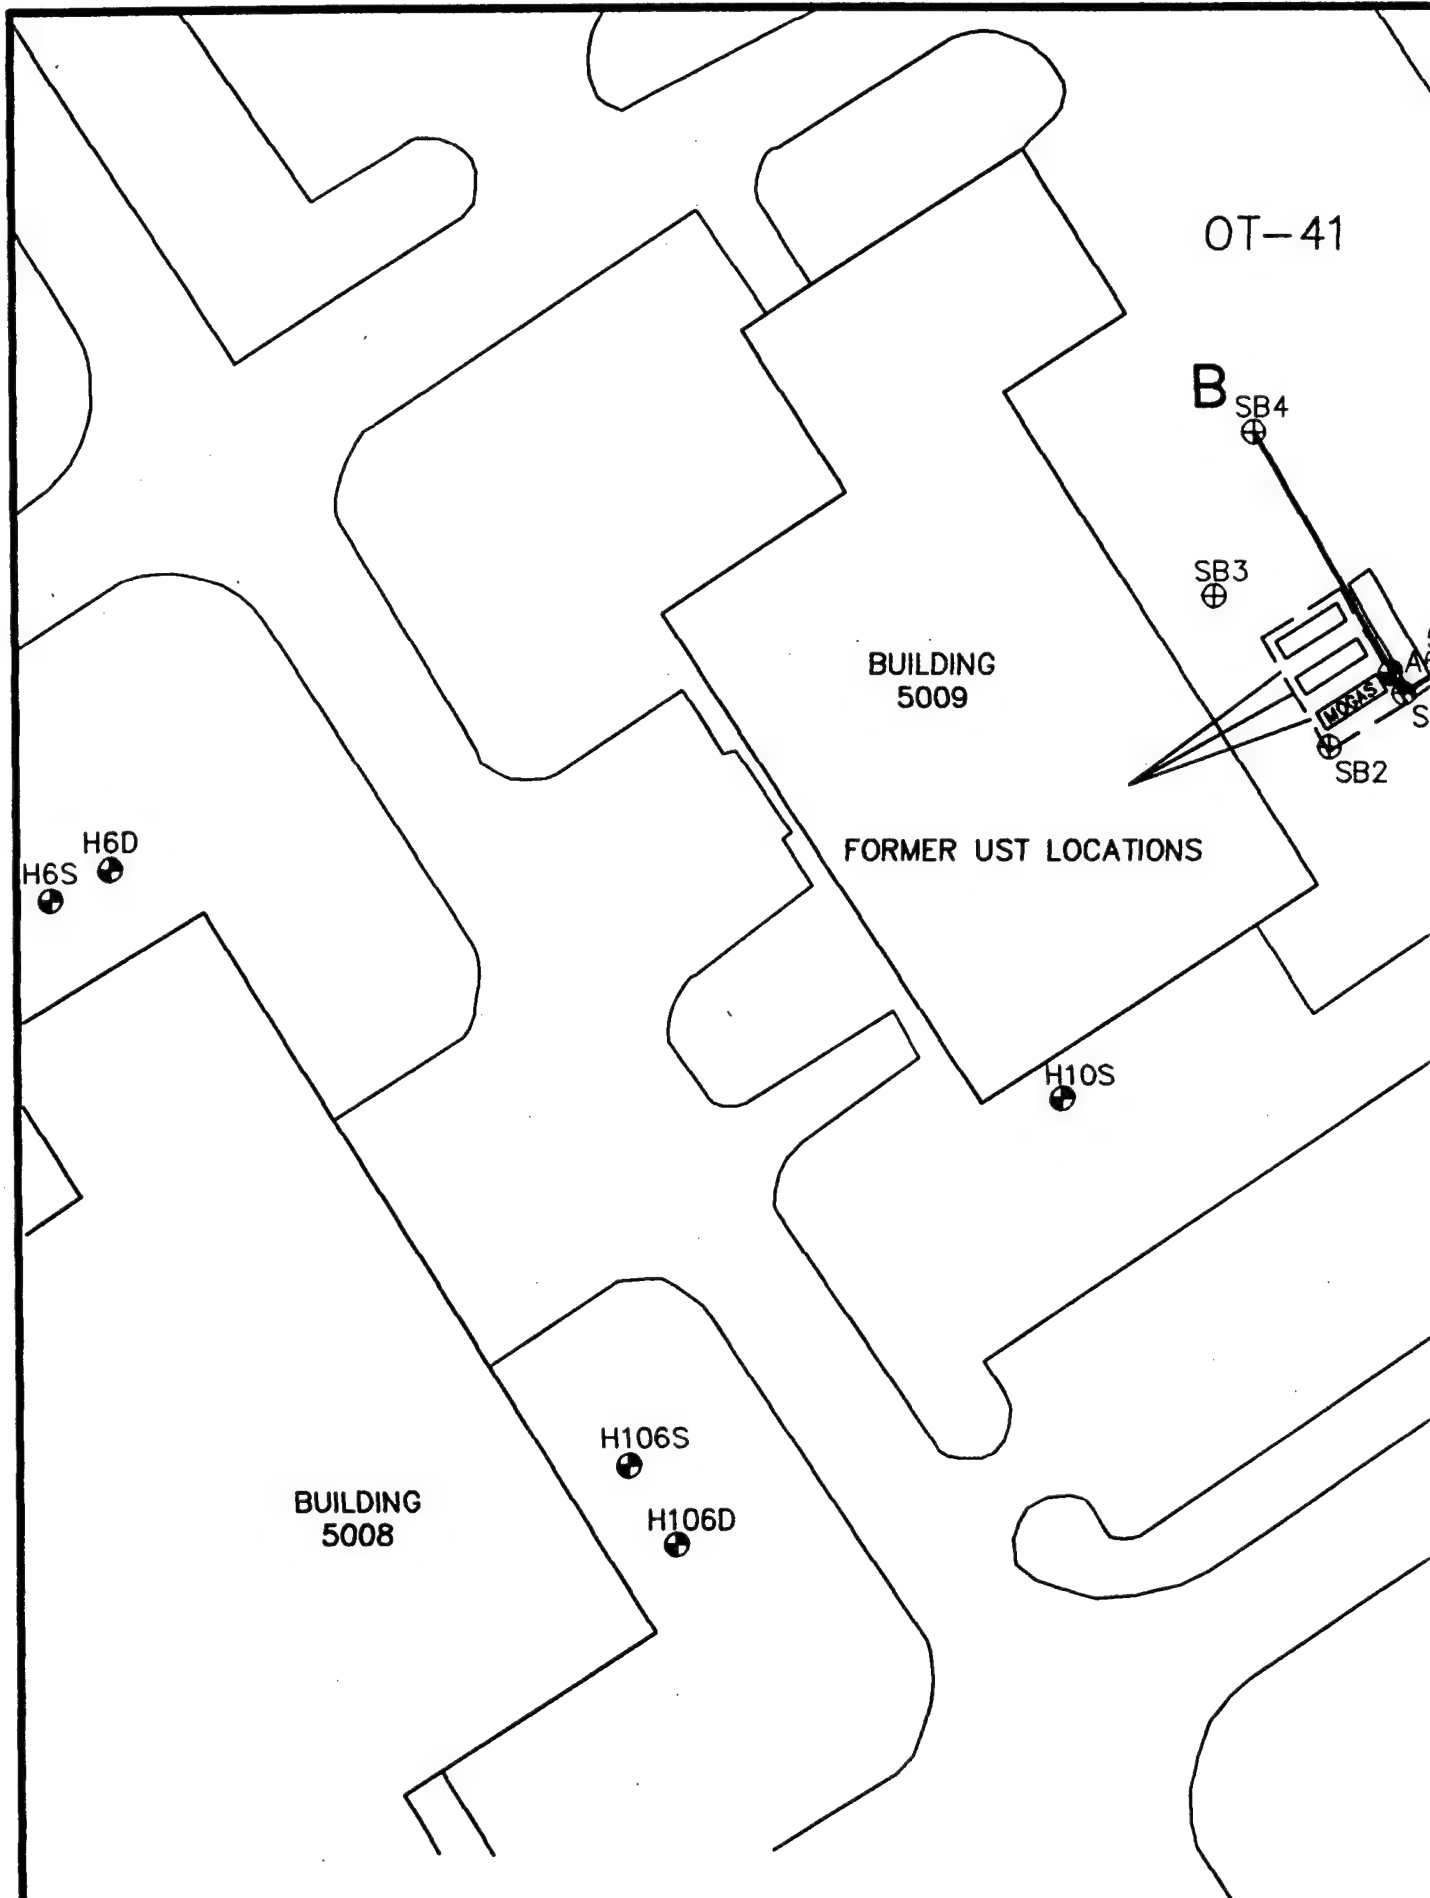 OT-41
B
SB4
SB3
BUILDING
5009
MOGAS
SB2
H6D
H6S
FORMER UST LOCATIONS
H10S
H106S
BUILDING
5008
H106D